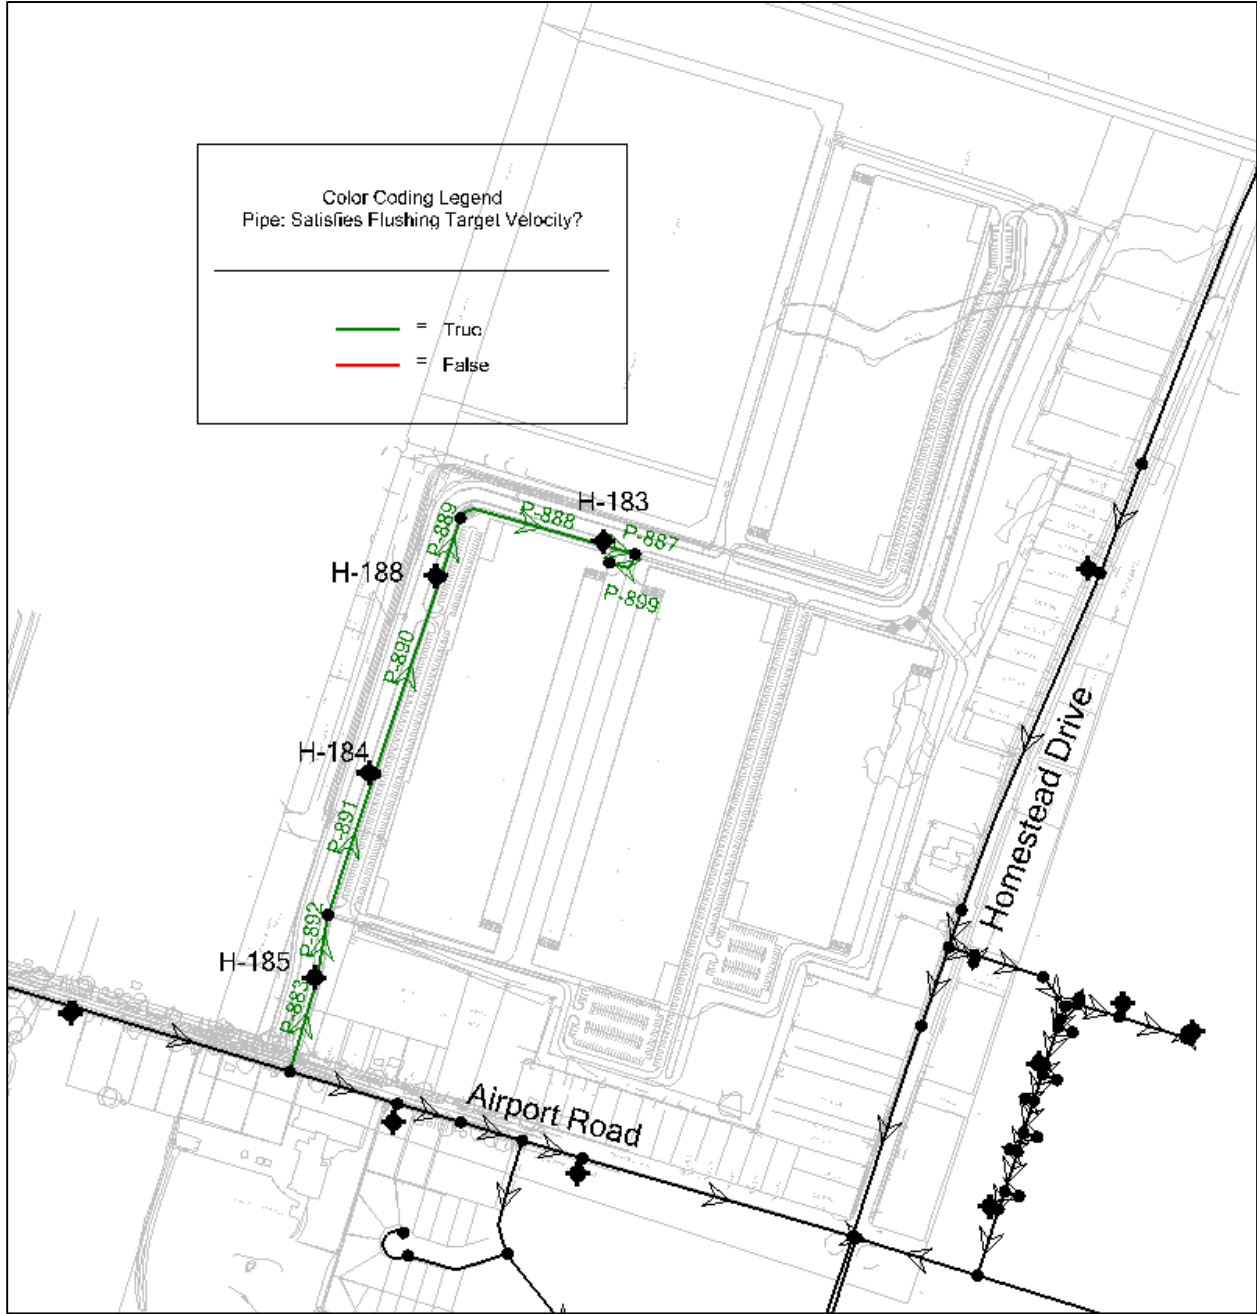 Color Coding Legend
Pipe: Satisfies Flushing Target Velocity?
= True
= False
H-183
P-888
P-887
P-889
H-188
P-899
P-890
H-184
P-891
Homestead Drive
P-892
H-185
P-883
Airport Road